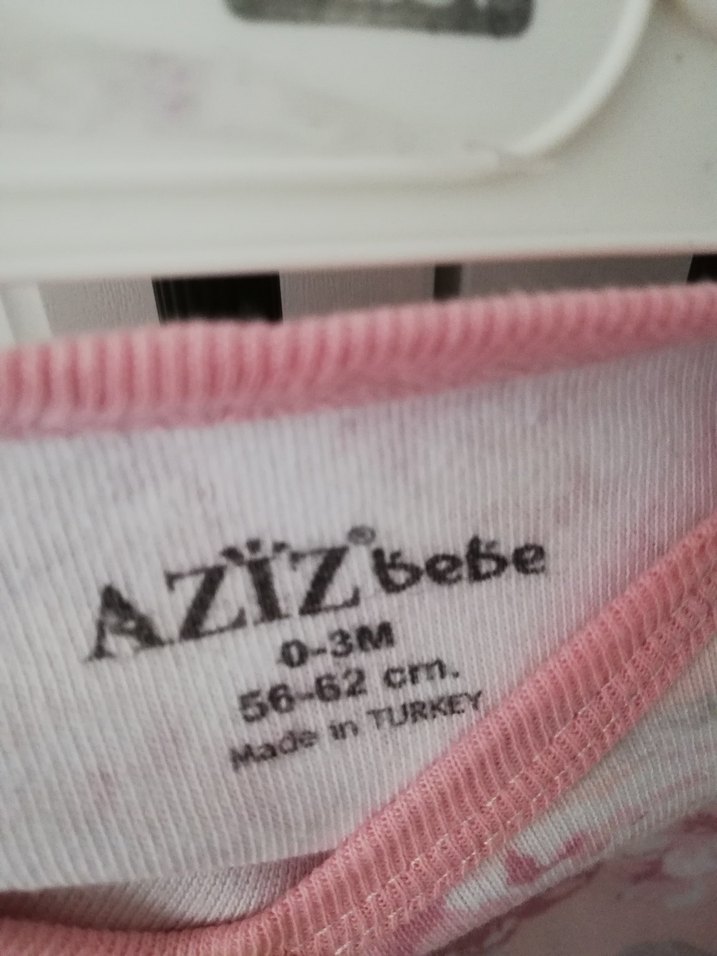 AZİZ® bebe
0-3M
56-62 cm.
Made in TURKEY